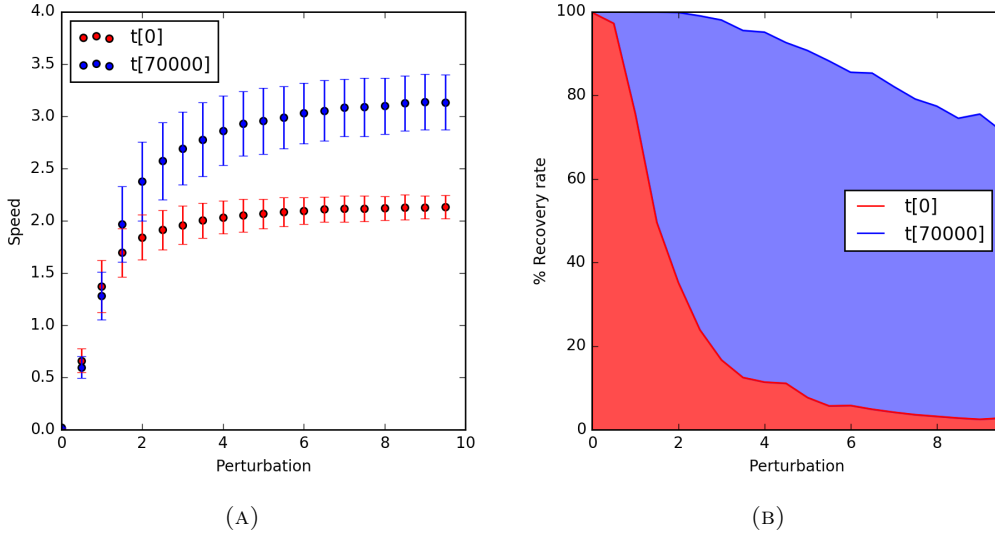 4.0
3.5
3.0
2.5
2.0
1.5
1.0
0.5
0.0
Speed
t[0]
t[70000]
0 2 4 6 8 10
Perturbation
(A)
100
80
60
40
20
0
% Recovery rate
t[0]
t[70000]
0 2 4 6 8
Perturbation
(B)